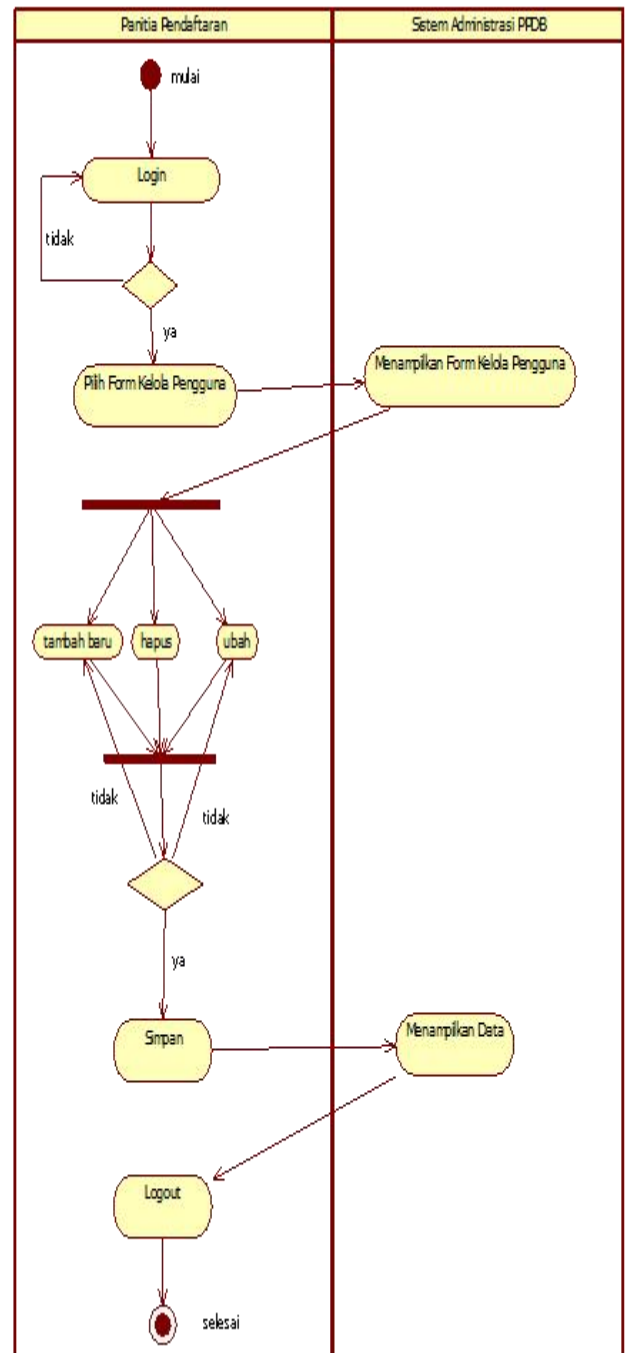 Panitia Pendaftaran
Sistem Administrasi PPDB
mulai
Login
tidak
ya
Pilih Form Kelola Pengguna
Menampilkan Form Kelola Pengguna
tambah baru
hapus
ubah
tidak
tidak
ya
Simpan
Menampilkan Data
Logout
selesai